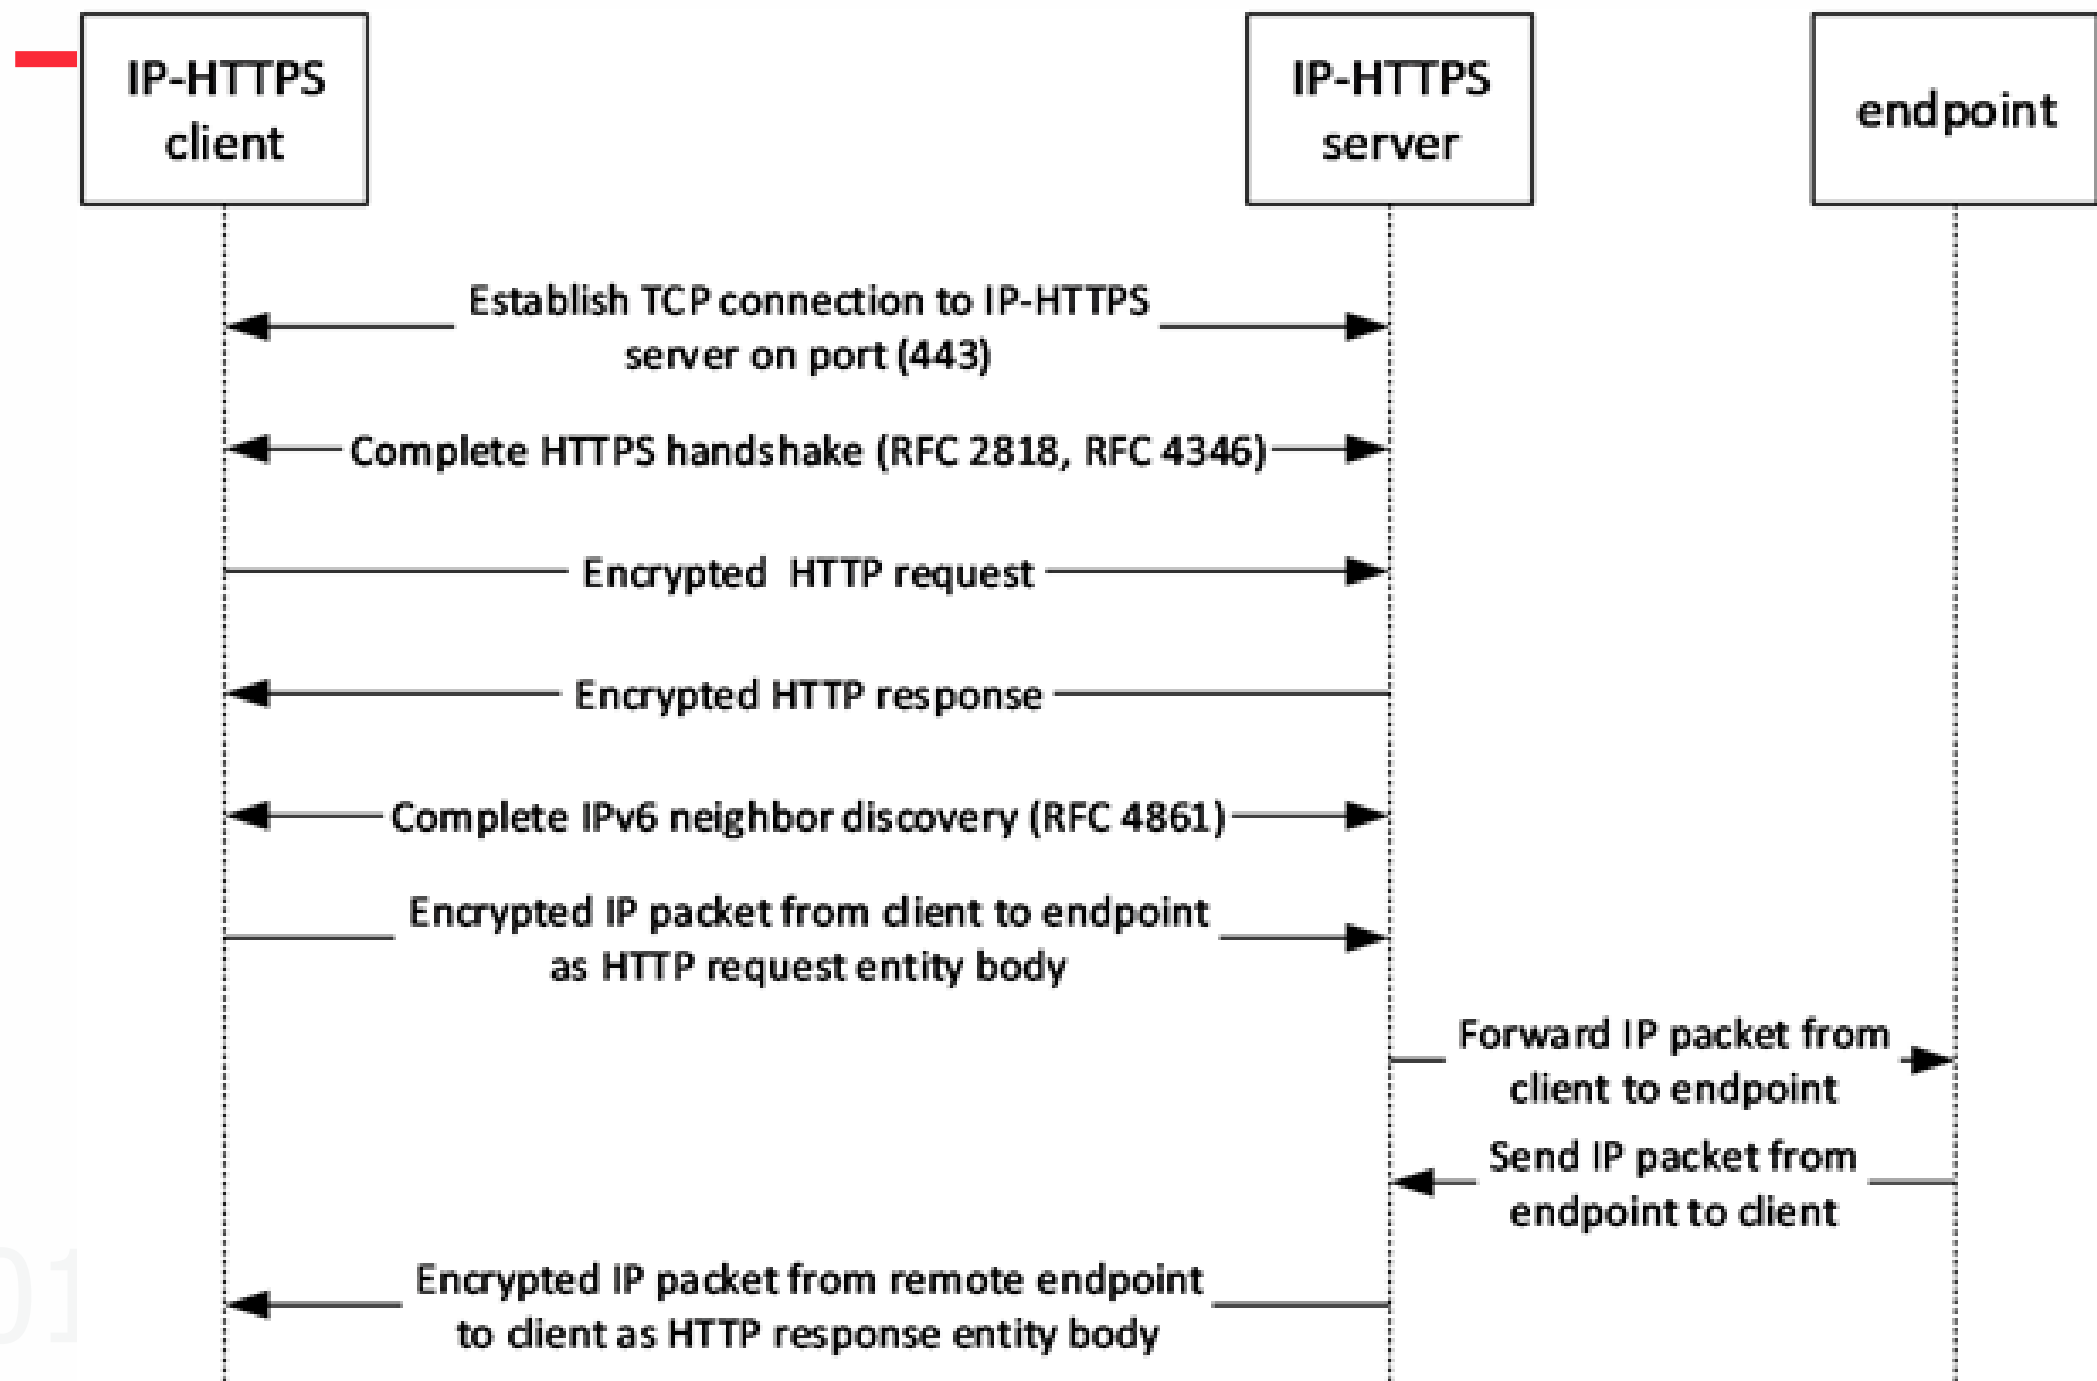 IP-HTTPS
client
IP-HTTPS
server
endpoint
Establish TCP connection to IP-HTTPS
server on port (443)
Complete HTTPS handshake (RFC 2818, RFC 4346)
Encrypted HTTP request
Encrypted HTTP response
Complete IPv6 neighbor discovery (RFC 4861)
Encrypted IP packet from client to endpoint
as HTTP request entity body
Forward IP packet from
client to endpoint
Send IP packet from
endpoint to client
Encrypted IP packet from remote endpoint
to client as HTTP response entity body
01